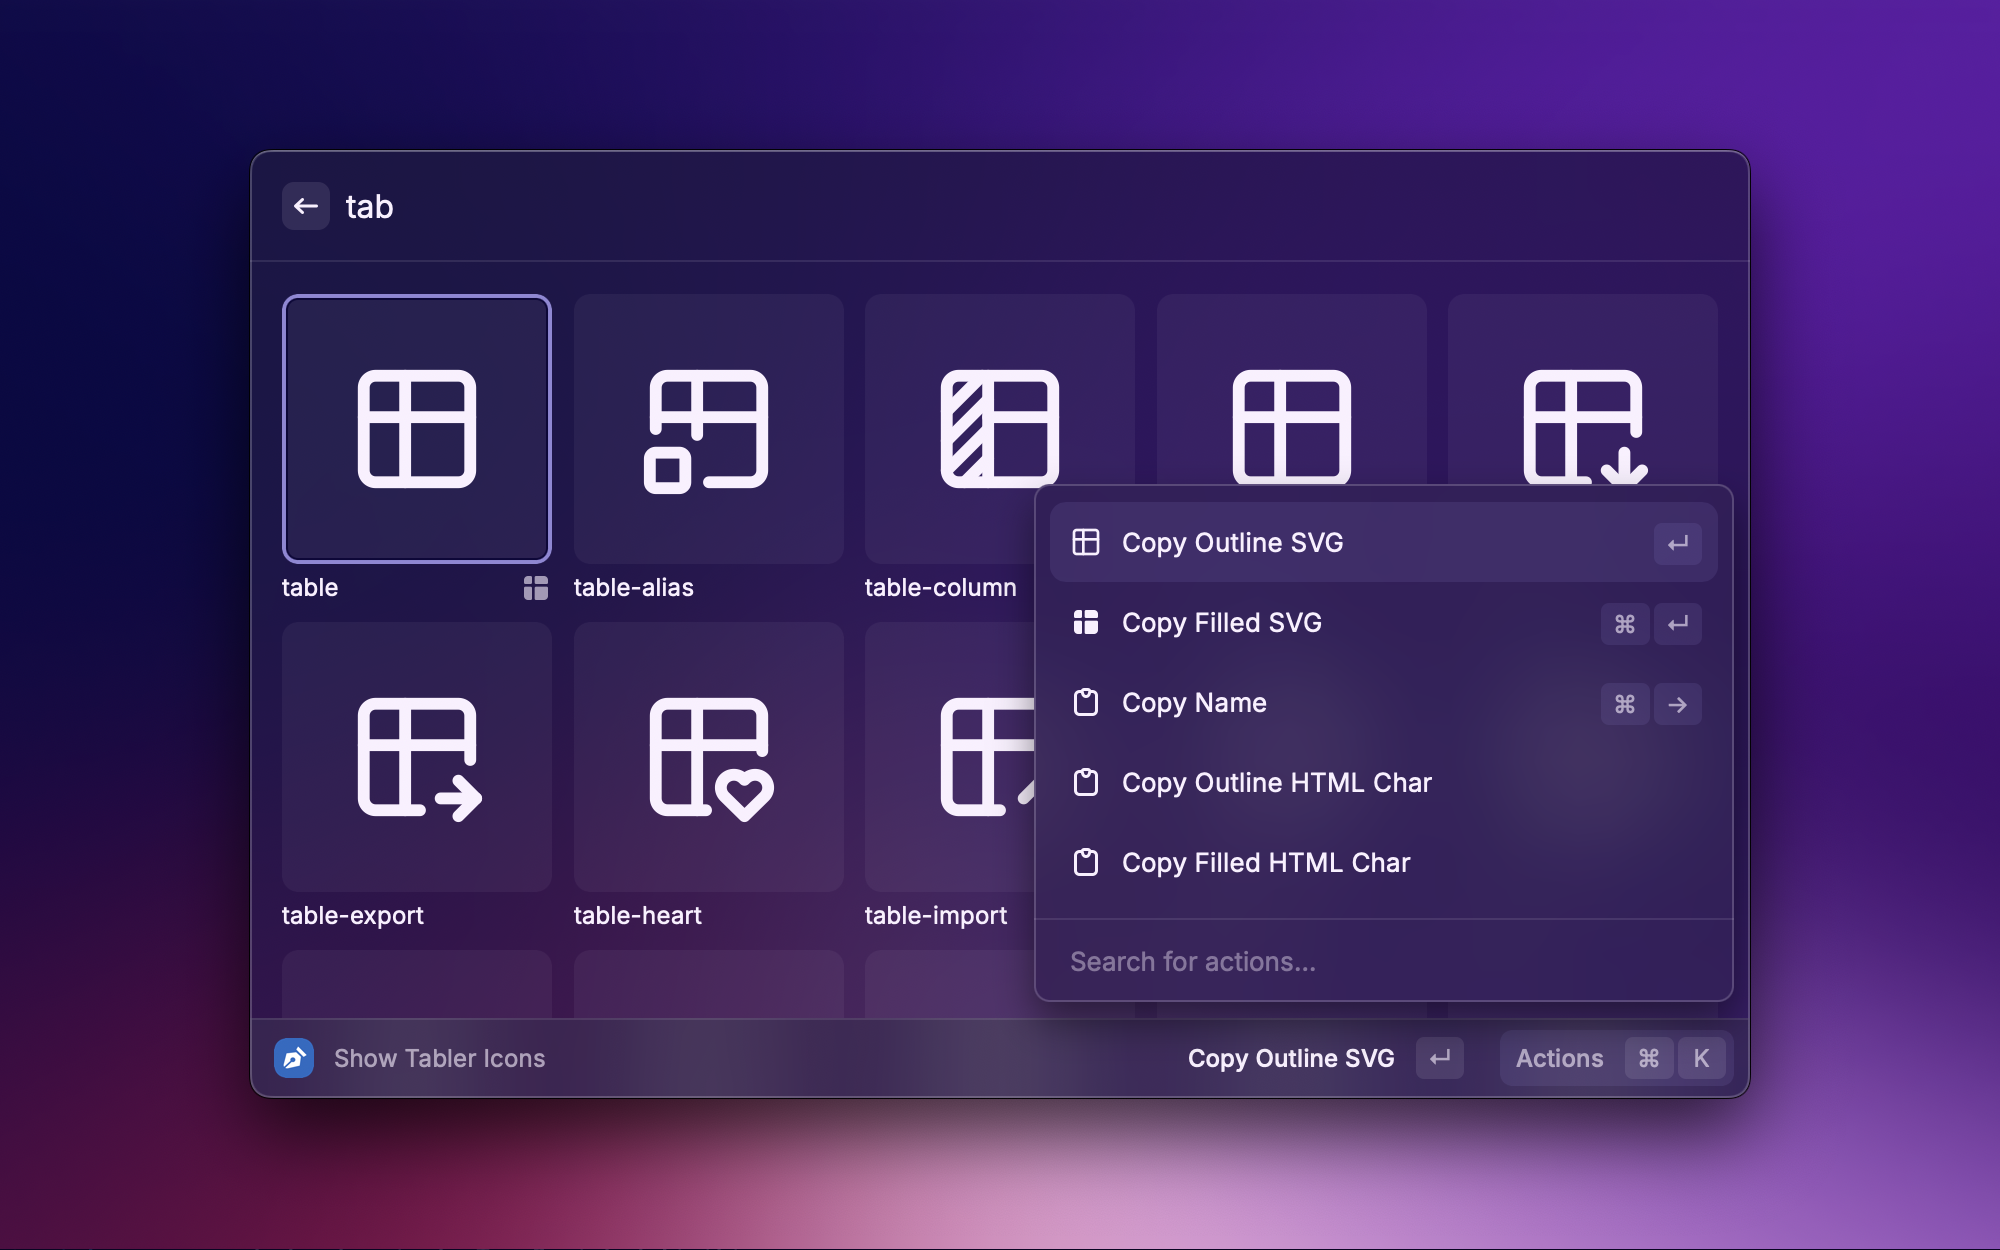 tab
table
table-alias
table-column
table-export
table-heart
table-import
Copy Outline SVG
Copy Filled SVG
⌘
Copy Name
⌘ →
Copy Outline HTML Char
Copy Filled HTML Char
Search for actions...
Show Tabler Icons
Copy Outline SVG
Actions ⌘ K